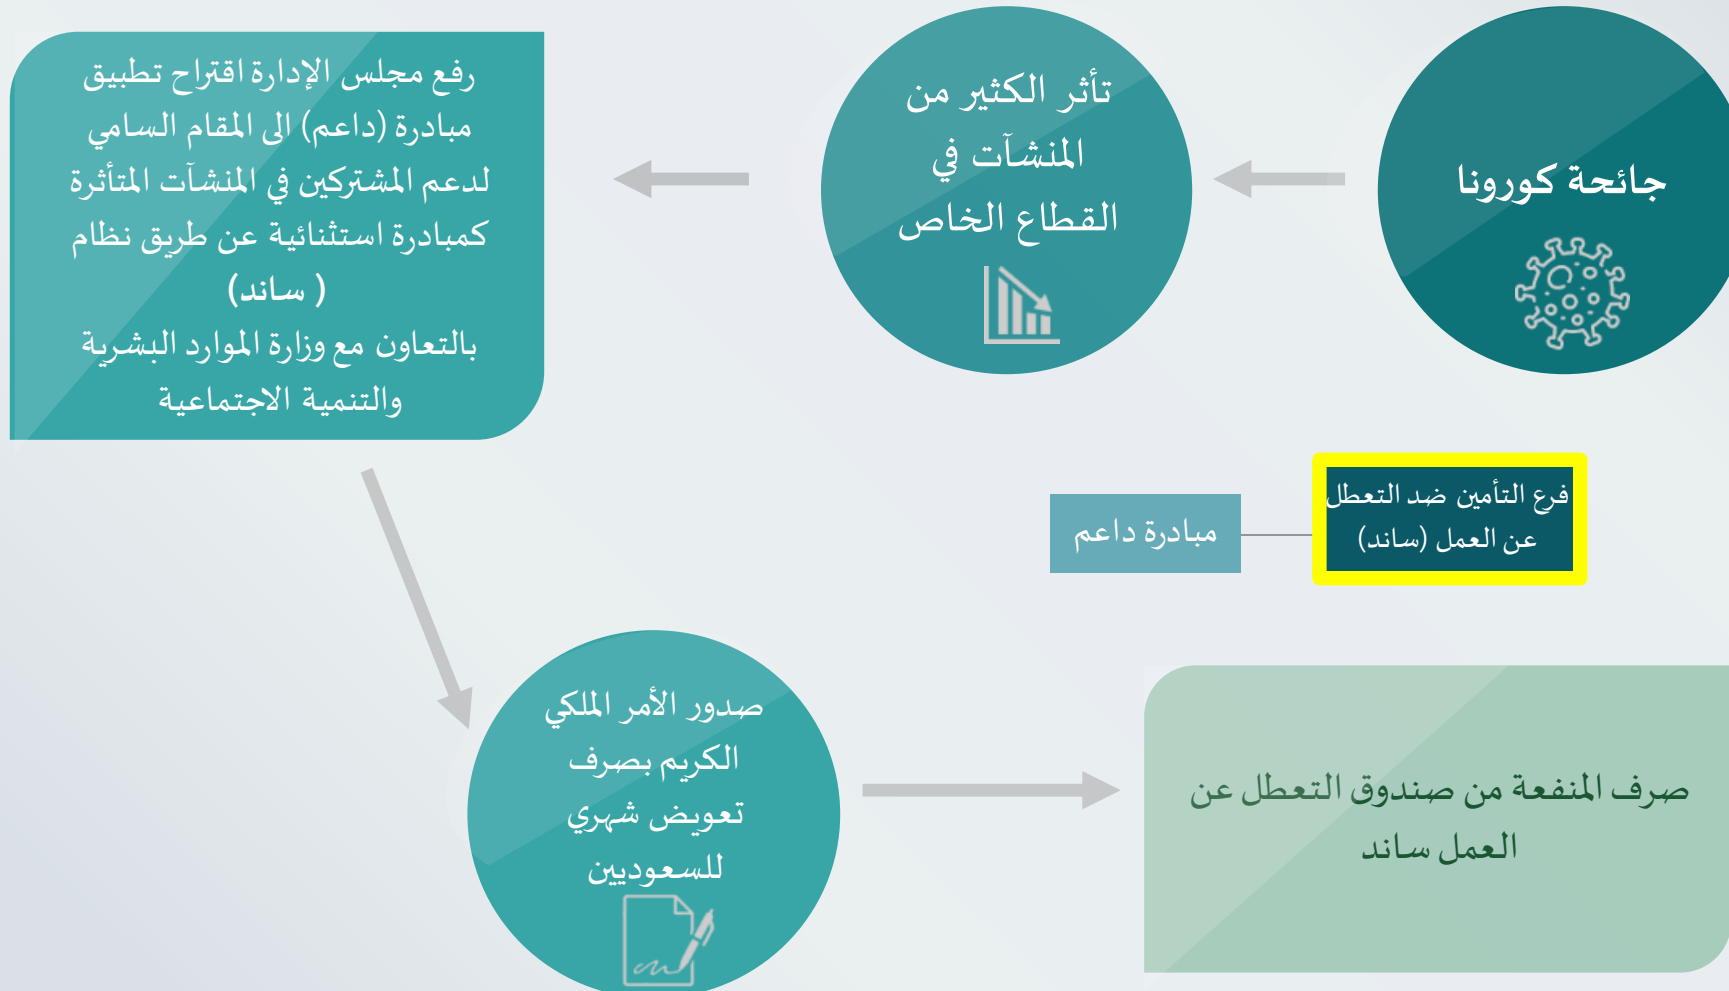 جائحة كورونا
تأثر الكثير من
المنشآت في
القطاع الخاص
رفع مجلس الإدارة اقتراح تطبيق
مبادرة (داعم) الى المقام السامي
لدعم المشتركين في المنشآت المتأثرة
كمبادرة استثنائية عن طريق نظام
( ساند)
بالتعاون مع وزارة الموارد البشرية
والتنمية الاجتماعية
فرع التأمين ضد التعطل
عن العمل (ساند)
مبادرة داعم
صدور الأمر الملكي
الكريم بصرف
تعويض شهري
للسعوديين
صرف المنفعة من صندوق التعطل عن
العمل ساند